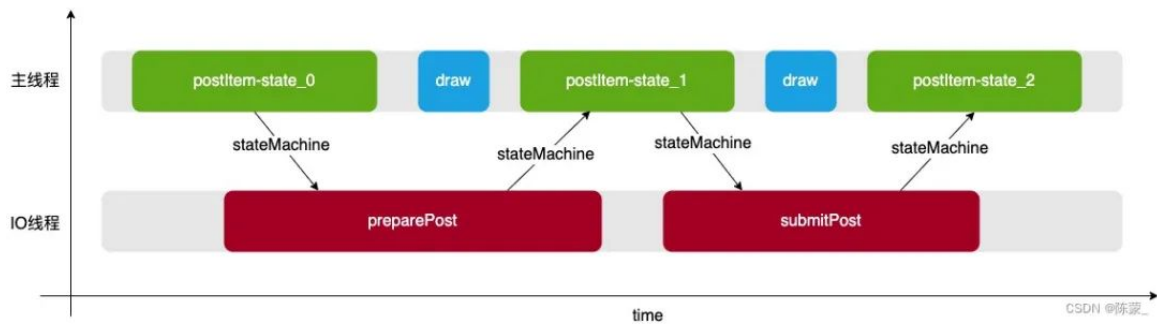 主线程
postItem-state_0
draw
postItem-state_1
draw
postItem-state_2
stateMachine
stateMachine
stateMachine
stateMachine
IO线程
preparePost
submitPost
time
CSDN @陈蒙_